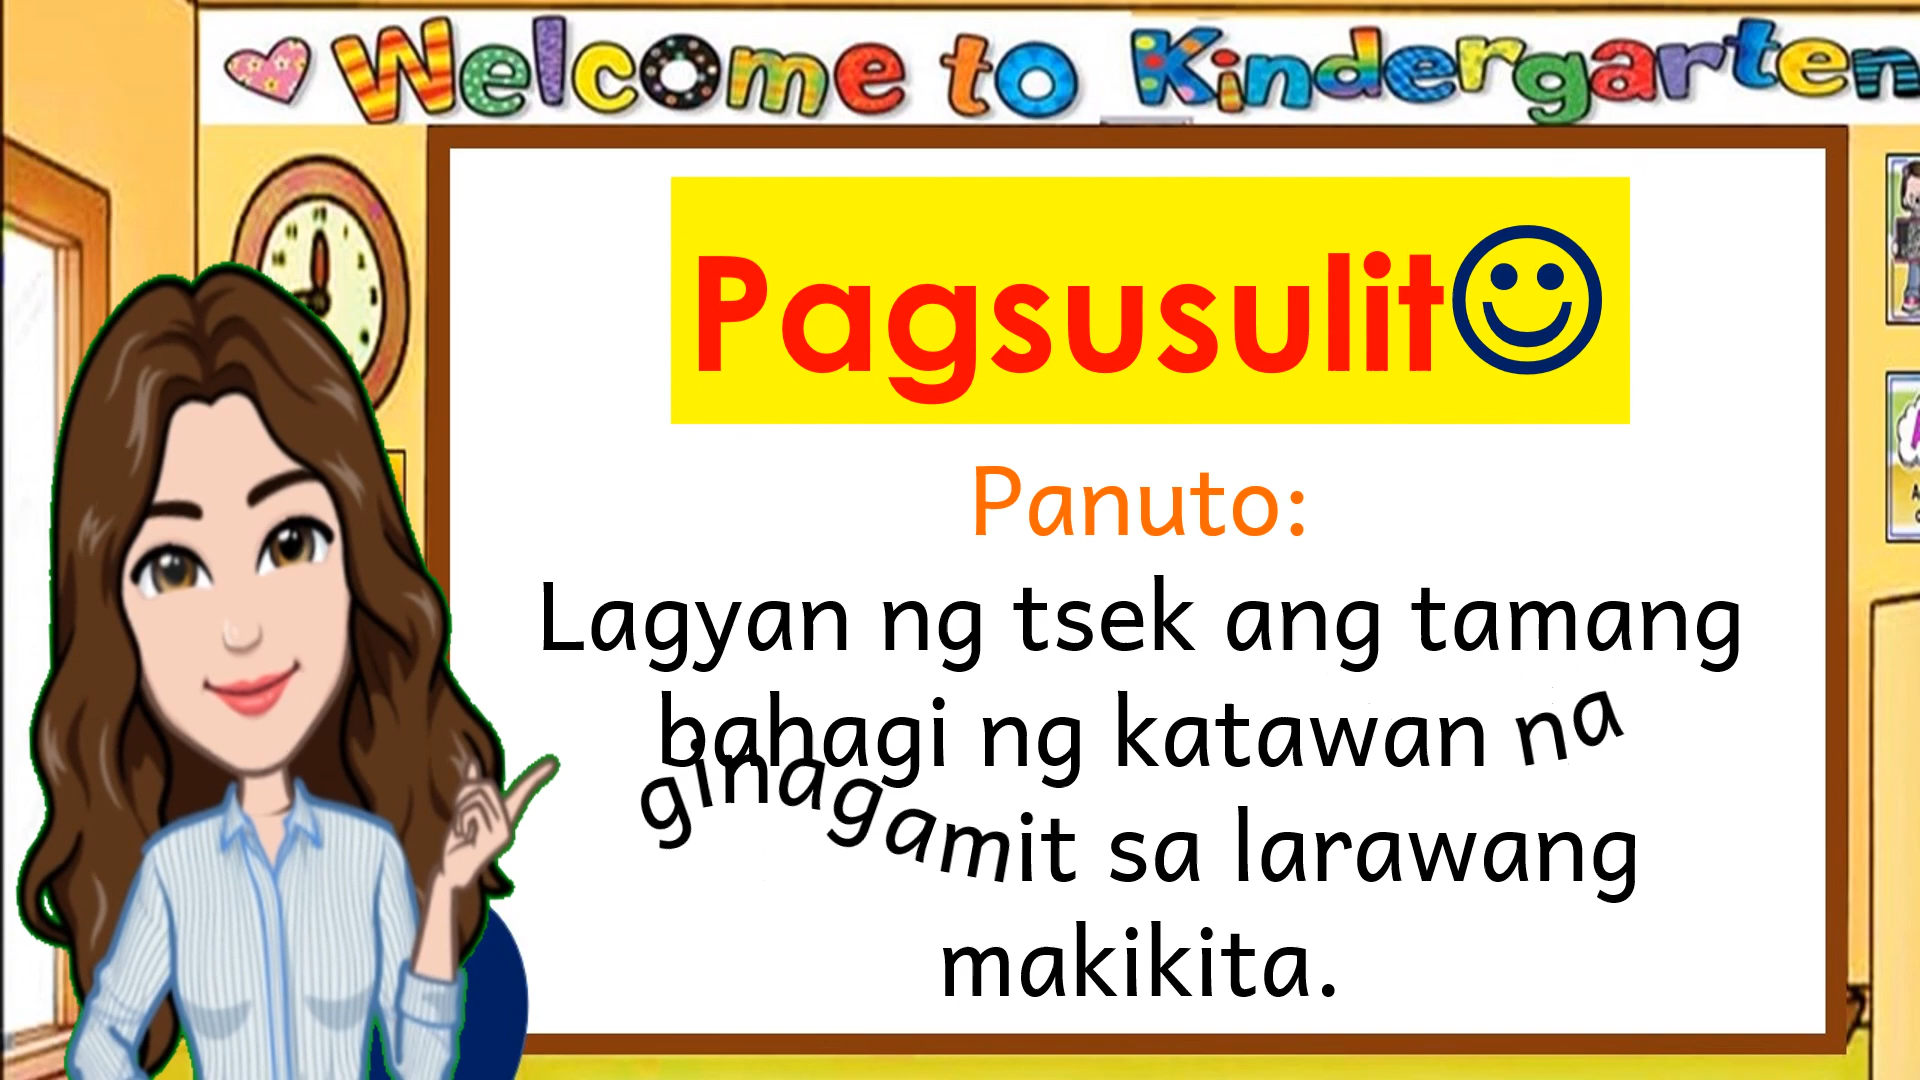 Welcome to Kindergarten
Pagsusulit
Panuto:
Lagyan ng tsek ang tamang
bahagi ng katawan na
ginagamit sa larawang
makikita.